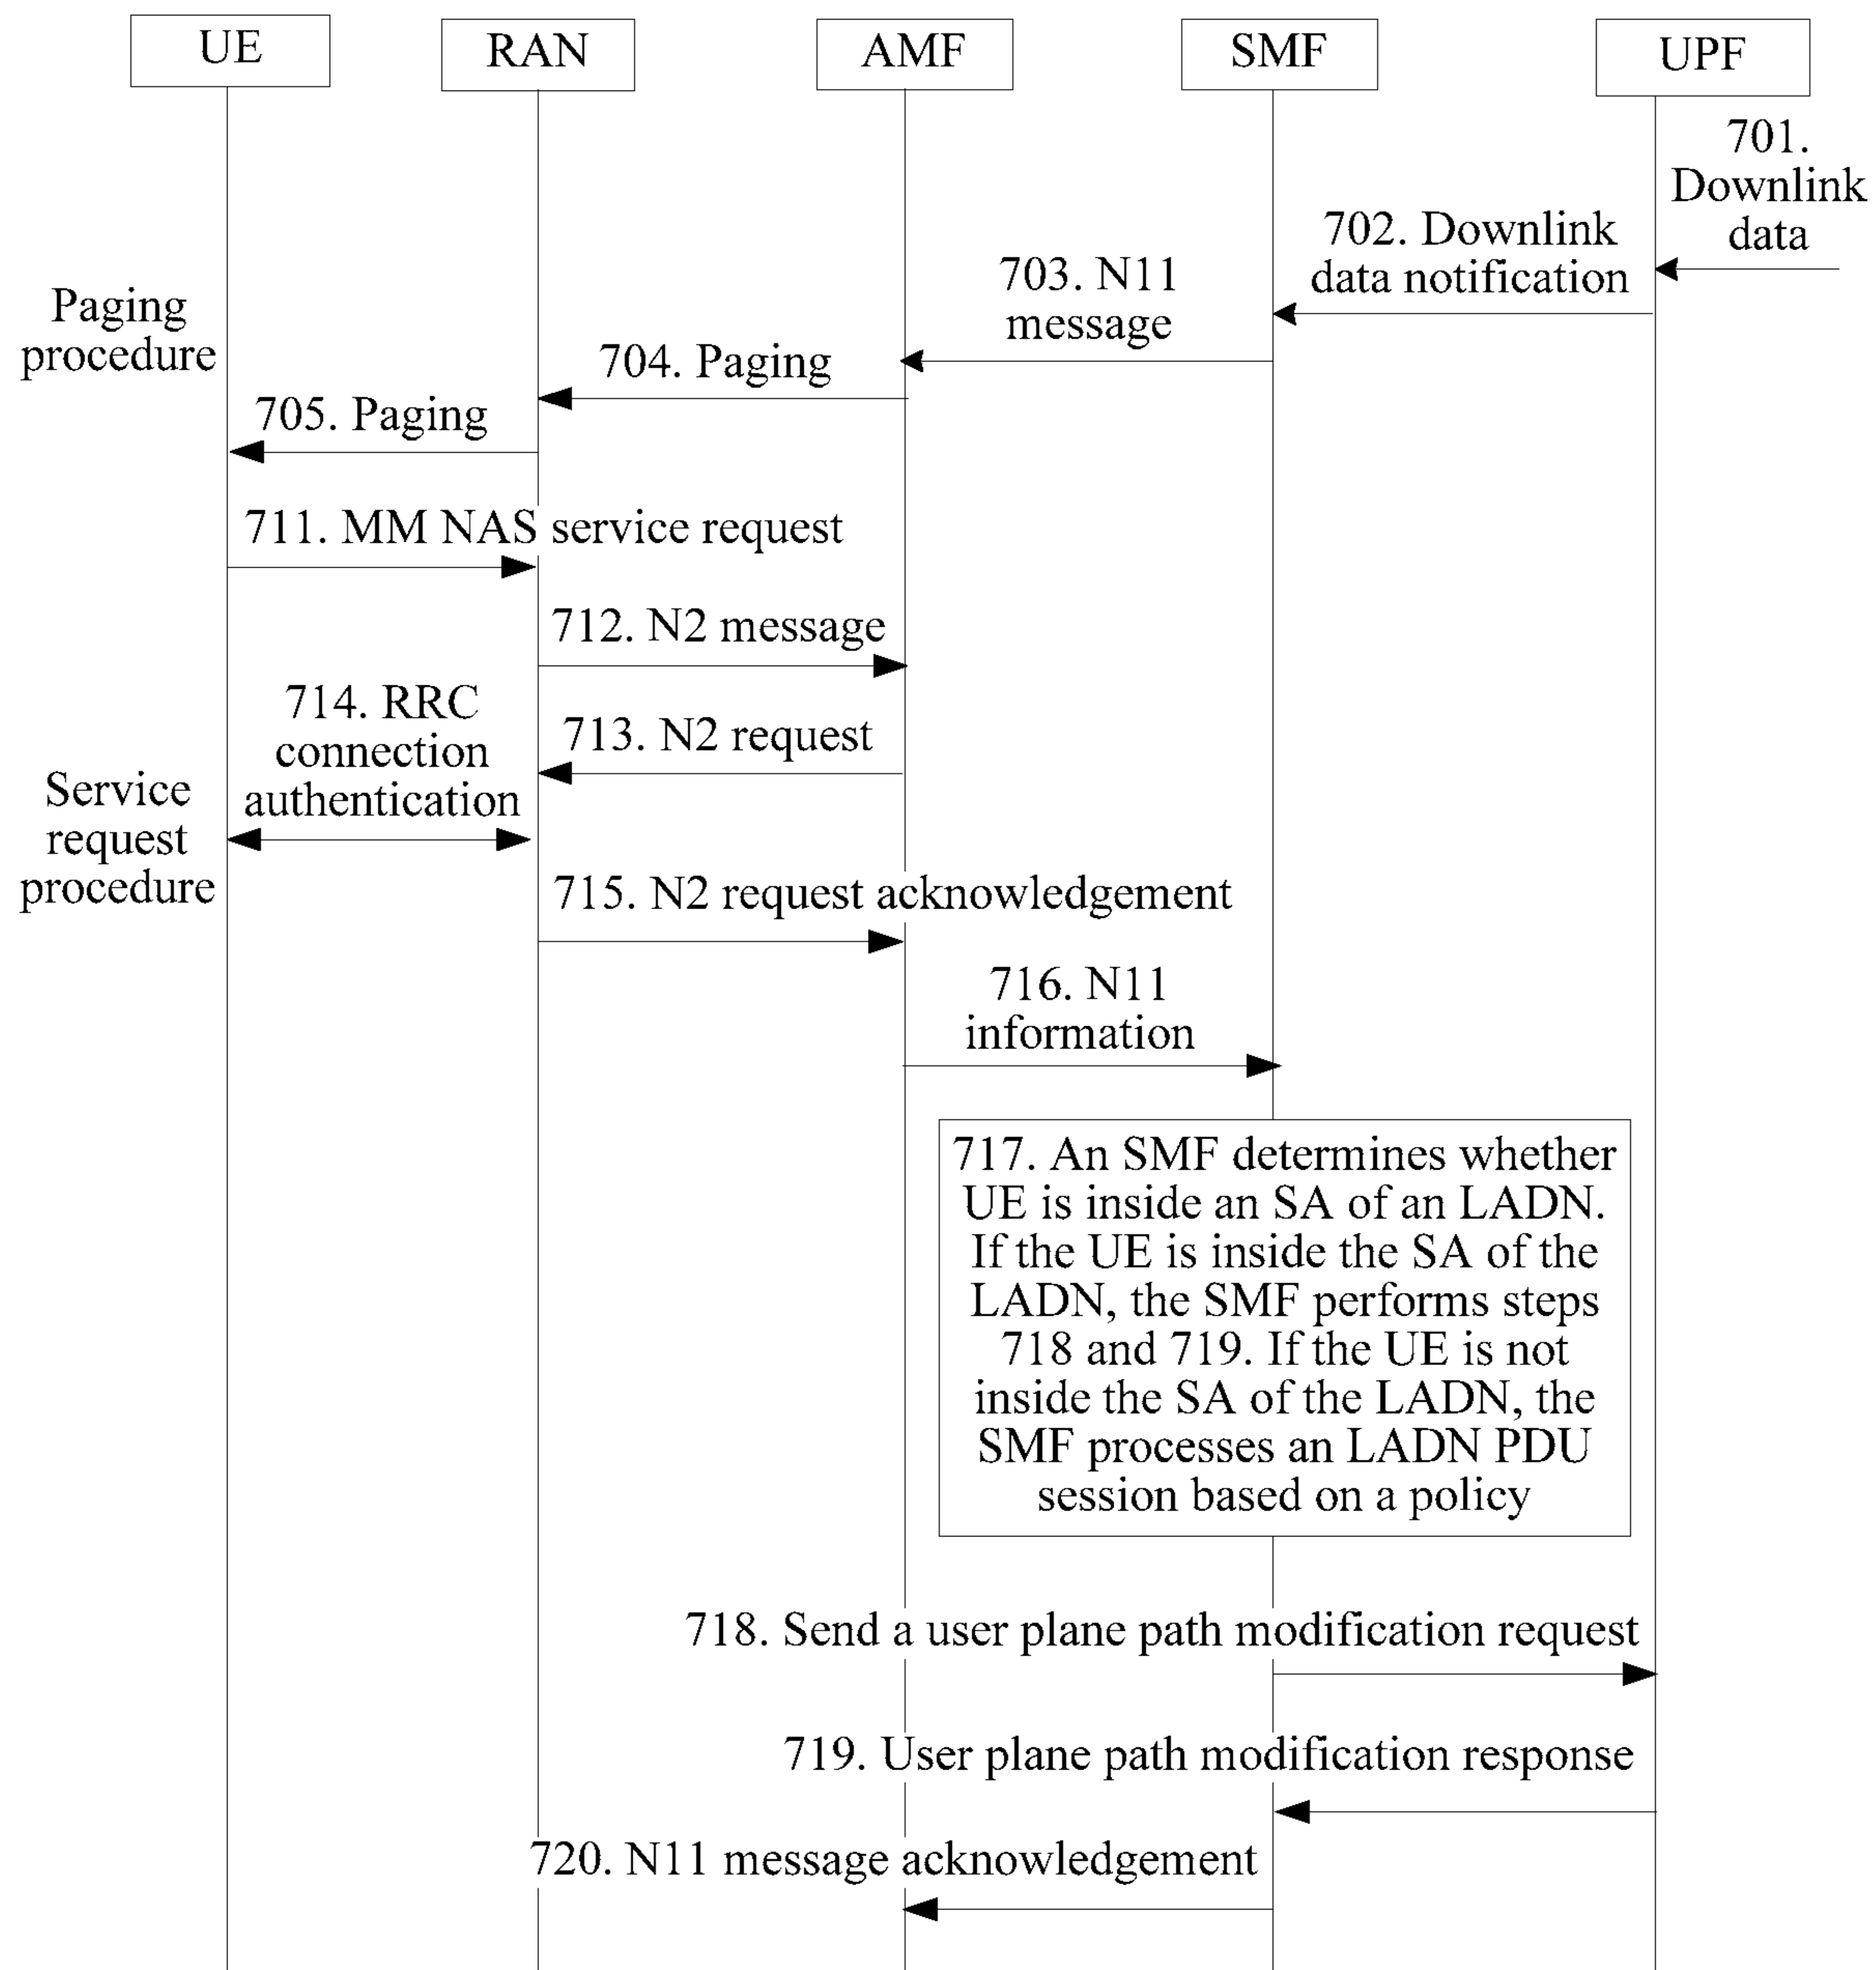 UE
RAN
AMF
SMF
UPF
701.
Downlink
data
702. Downlink
data notification
703. N11
message
Paging
procedure
704. Paging
705. Paging
711. MM NAS service request
712. N2 message
714. RRC
connection
authentication
713. N2 request
Service
request
procedure
715. N2 request acknowledgement
716. N11
information
717. An SMF determines whether
UE is inside an SA of an LADN.
If the UE is inside the SA of the
LADN, the SMF performs steps
718 and 719. If the UE is not
inside the SA of the LADN, the
SMF processes an LADN PDU
session based on a policy
718. Send a user plane path modification request
719. User plane path modification response
720. N11 message acknowledgement